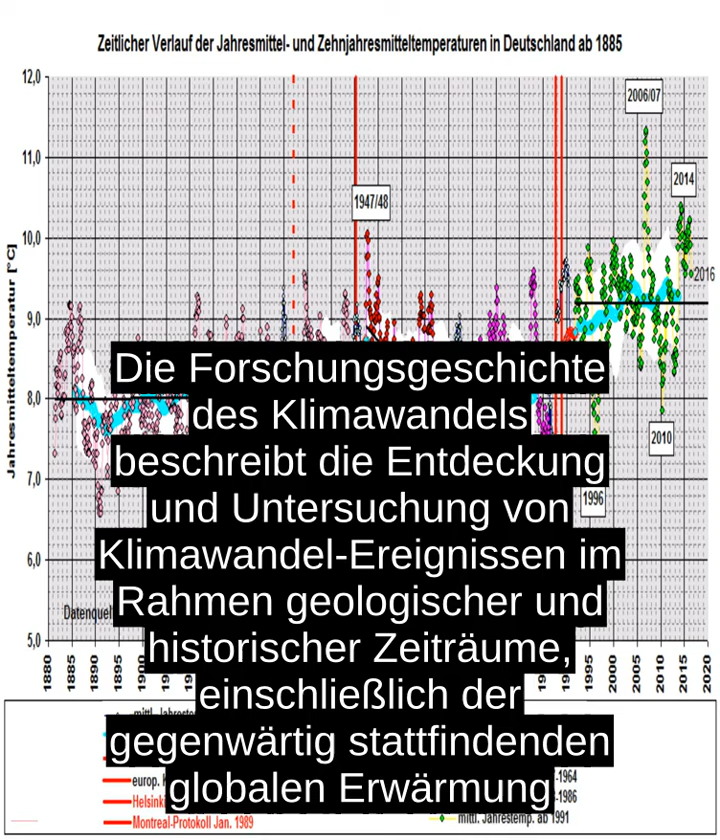 Zeitlicher Verlauf der Jahresmittel- und Zehnjahresmitteltemperaturen in Deutschland ab 1885
12,0
2006/07
11,0
2014
1947/48
10,0
2016
Jahresmitteltemperatur [°C]
9,0
Die Forschungsgeschichte
8,0
des Klimawandels
2010
beschreibt die Entdeckung
7,0
1996
und Untersuchung von
Klimawandel-Ereignissen im
6,0
Rahmen geologischer und
5,0
historischer Zeiträume,
1880 1885 1890 1895 1995 2000 2005 2010 2015 2020
einschließlich der
mittl.
gegenwärtig stattfindenden
europ. -1964
globalen Erwärmung
-1986
mittl. Jahrestemp. ab 1991
Montreal-Protokoll Jan. 1989